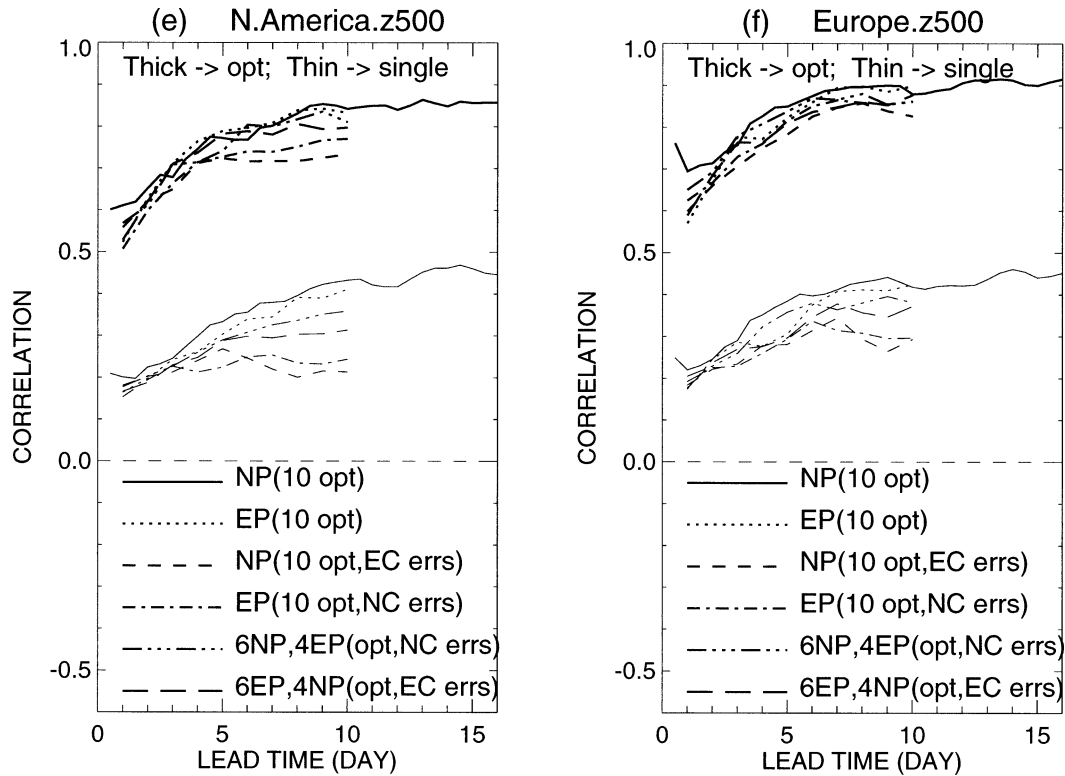 (e) N.America.z500
1.0
Thick -> opt; Thin -> single
0.5
CORRELATION
0.0
NP(10 opt)
EP(10 opt)
NP(10 opt,EC errs)
EP(10 opt,NC errs)
6NP,4EP(opt,NC errs)
6EP,4NP(opt,EC errs)
-0.5
0 5 10 15
LEAD TIME (DAY)
(f) Europe.z500
1.0
Thick -> opt; Thin -> single
0.5
CORRELATION
0.0
NP(10 opt)
EP(10 opt)
NP(10 opt,EC errs)
EP(10 opt,NC errs)
6NP,4EP(opt,NC errs)
6EP,4NP(opt,EC errs)
-0.5
0 5 10 15
LEAD TIME (DAY)